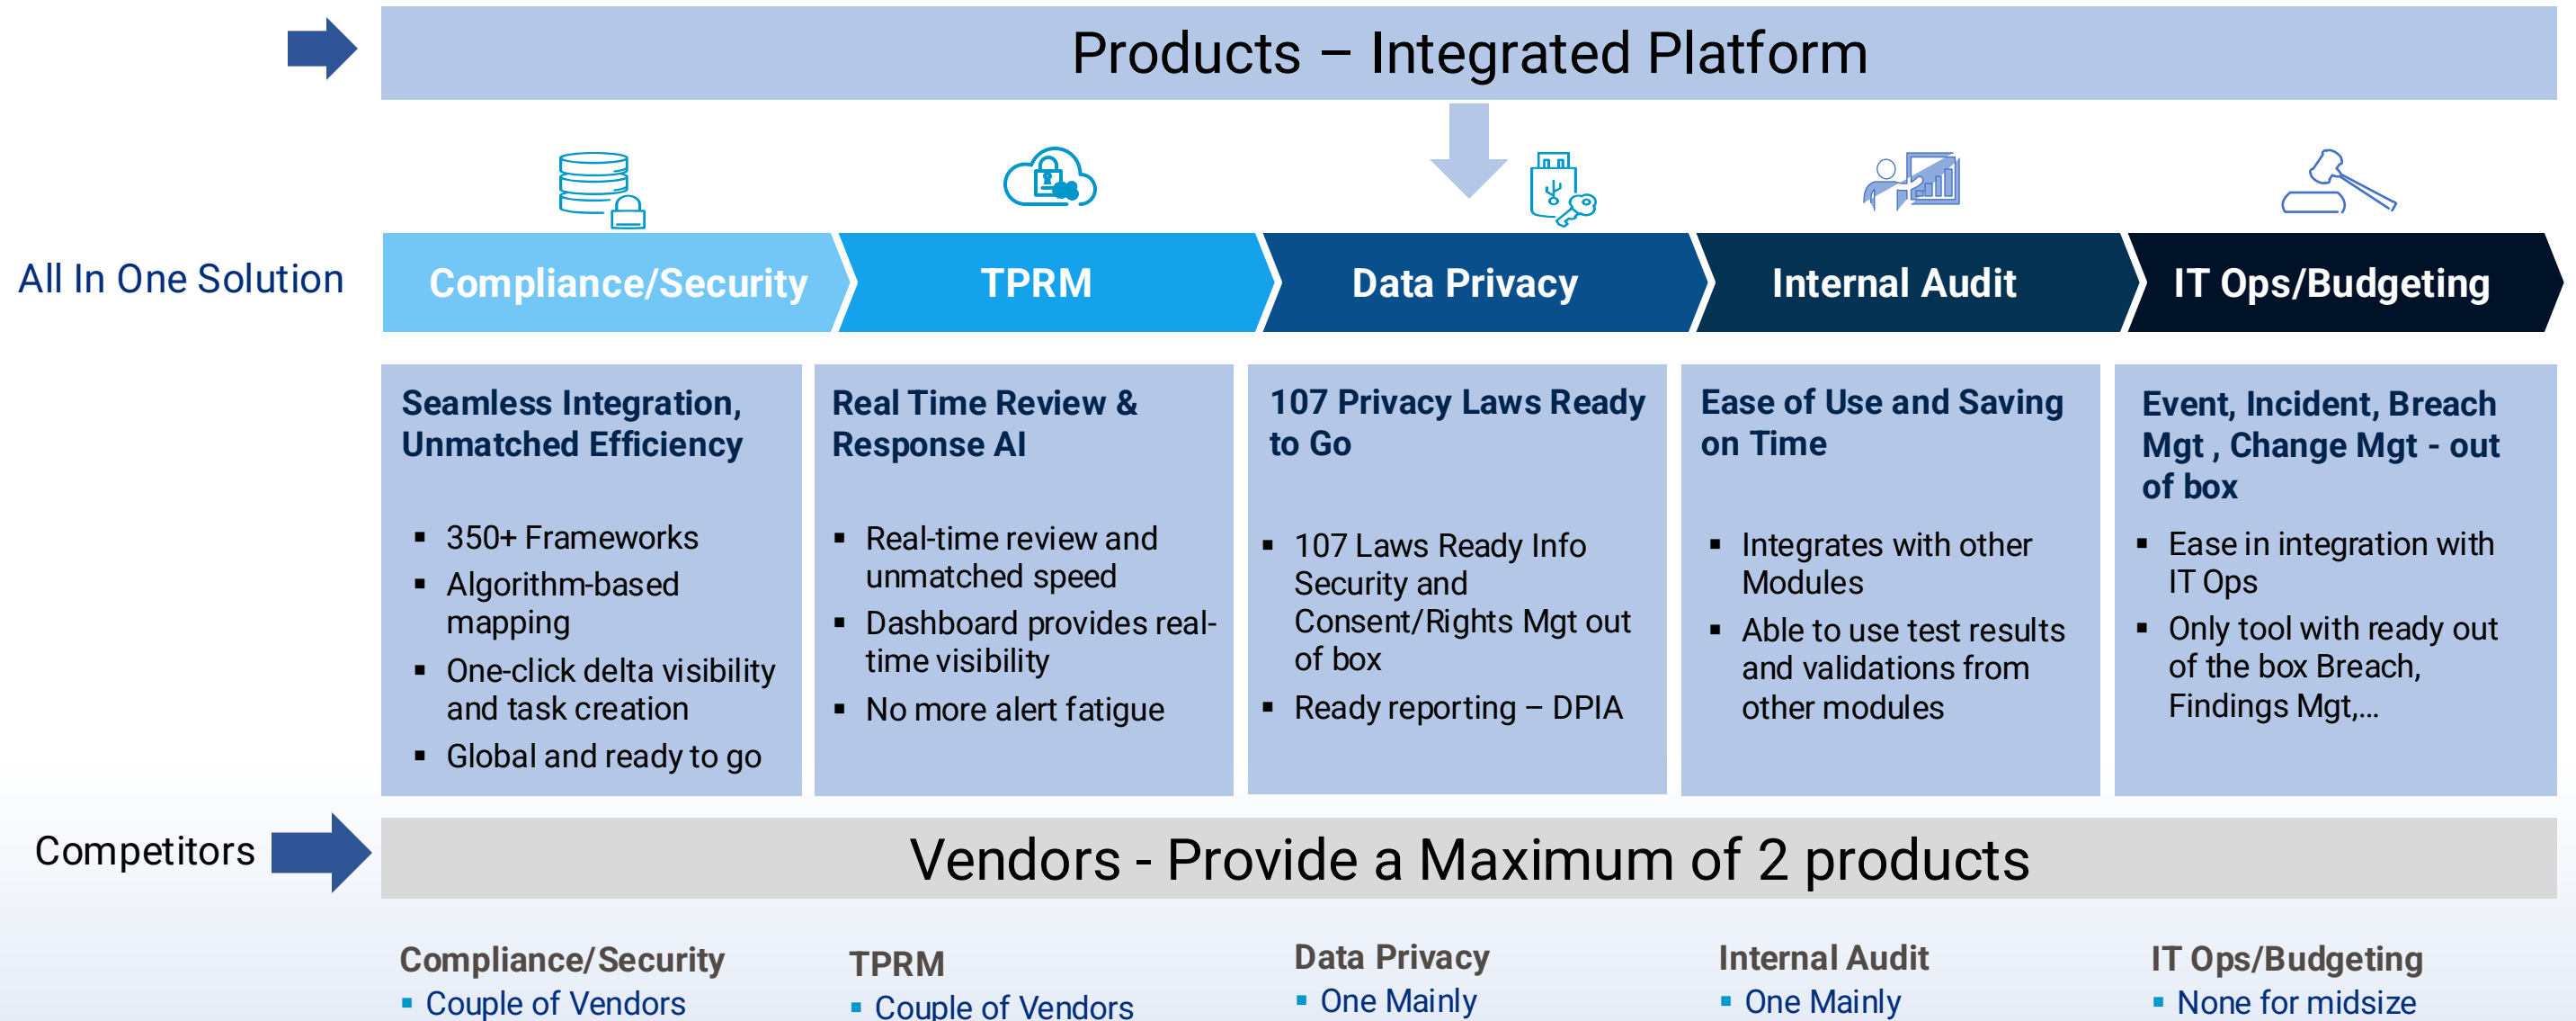 Products – Integrated Platform
All In One Solution
Compliance/Security
TPRM
Data Privacy
Internal Audit
IT Ops/Budgeting
Seamless Integration,
Unmatched Efficiency
▪ 350+ Frameworks
▪ Algorithm-based
mapping
▪ One-click delta visibility
and task creation
▪ Global and ready to go
Real Time Review &
Response AI
▪ Real-time review and
unmatched speed
▪ Dashboard provides real-
time visibility
▪ No more alert fatigue
107 Privacy Laws Ready
to Go
▪ 107 Laws Ready Info
Security and
Consent/Rights Mgt out
of box
▪ Ready reporting – DPIA
Ease of Use and Saving
on Time
▪ Integrates with other
Modules
▪ Able to use test results
and validations from
other modules
Event, Incident, Breach
Mgt , Change Mgt - out
of box
▪ Ease in integration with
IT Ops
▪ Only tool with ready out
of the box Breach,
Findings Mgt,...
Competitors
Vendors - Provide a Maximum of 2 products
Compliance/Security
▪ Couple of Vendors
TPRM
▪ Couple of Vendors
Data Privacy
▪ One Mainly
Internal Audit
▪ One Mainly
IT Ops/Budgeting
▪ None for midsize